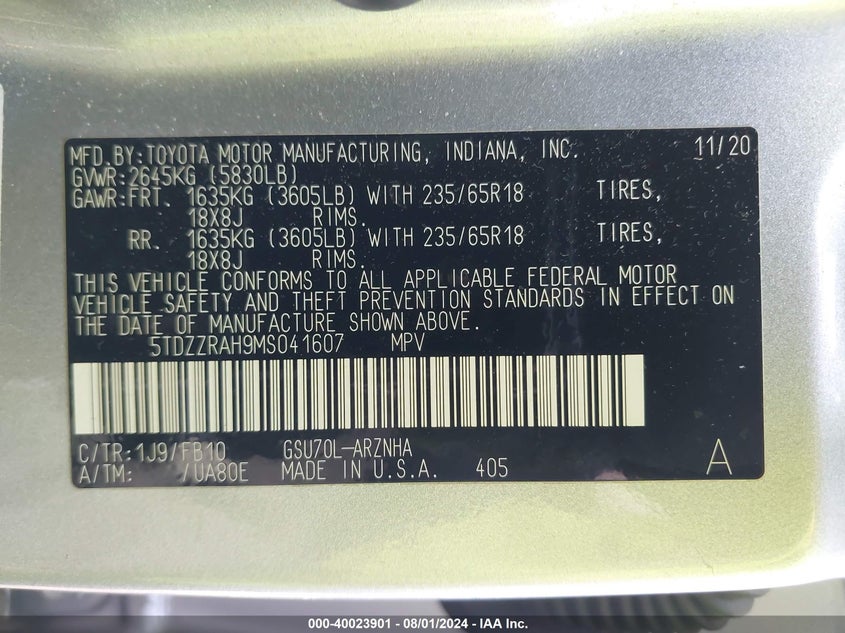 MFD.BY:TOYOTA MOTOR MANUFACTURING, INDIANA, INC. 11/20
GVWR:2645KG (5830LB)
GAWR:FRT. 1635KG (3605LB) WITH 235/65R18 TIRES,
18X8J RIMS.
RR. 1635KG (3605LB) WITH 235/65R18 TIRES,
18X8J RIMS.
THIS VEHICLE CONFORMS TO ALL APPLICABLE FEDERAL MOTOR
VEHICLE SAFETY AND THEFT PREVENTION STANDARDS IN EFFECT ON
THE DATE OF MANUFACTURE SHOWN ABOVE.
5TDZZRAH9MS041607 MPV
C/TR:1J9/FB10 GSU70L-ARZNHA
A/TM: /UA80E MADE IN U.S.A. 405 A
000-40023901 - 08/01/2024 - IAA Inc.